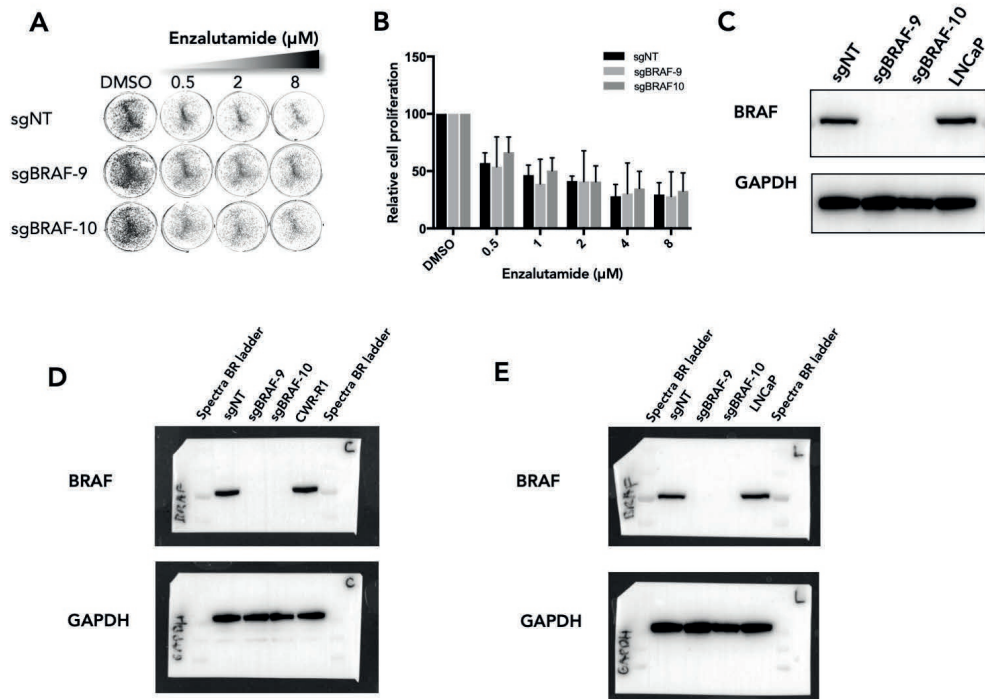 A
Enzalutamide (µM)
DMSO 0.5 2 8
sgNT
sgBRAF-9
sgBRAF-10
B
Relative cell proliferation
150
100
50
0
sgNT
sgBRAF-9
sgBRAF10
DMSO 0.5 1 2 4 8
Enzalutamide (µM)
C
sgNT sgBRAF-9 sgBRAF-10 LNCaP
BRAF
GAPDH
D
Spectra BR ladder sgNT sgBRAF-9 sgBRAF-10 CWR-R1 Spectra BR ladder
BRAF
BRAF
C
GAPDH
GAPDH
C
E
Spectra BR ladder sgNT sgBRAF-9 sgBRAF-10 LNCaP Spectra BR ladder
BRAF
BRAF
L
GAPDH
GAPDH
L